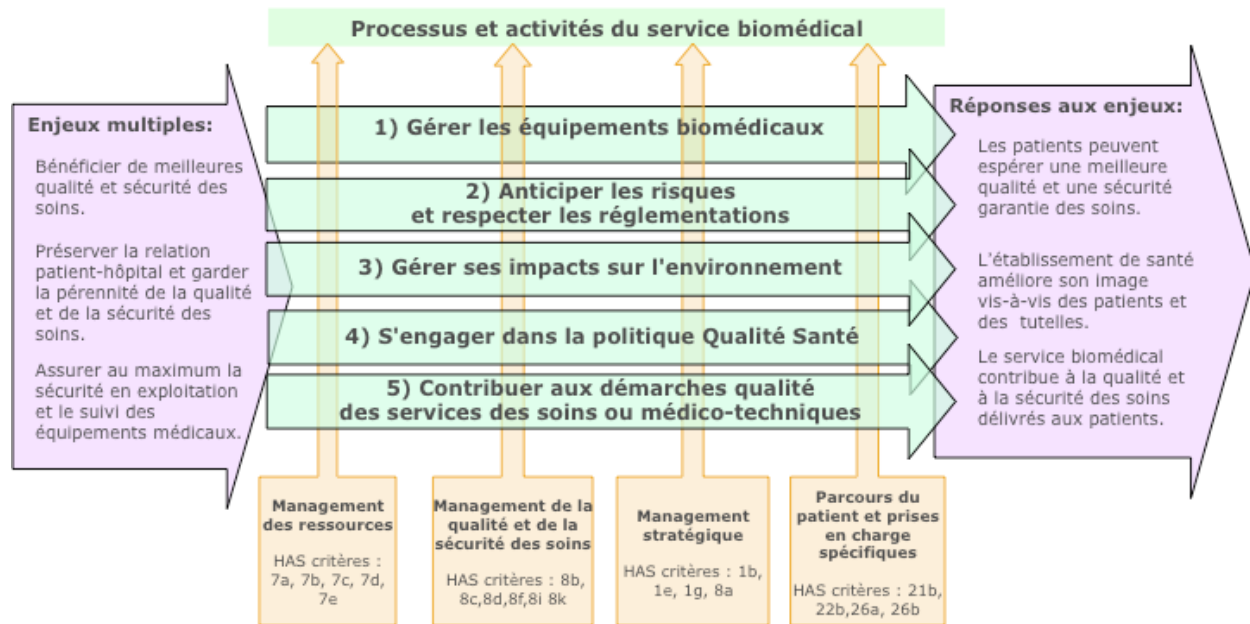 Processus et activités du service biomédical
Enjeux multiples:
Bénéficier de meilleures
qualité et sécurité des
soins.
Préserver la relation
patient-hôpital et garder
la pérennité de la qualité
et de la sécurité des
soins.
Assurer au maximum la
sécurité en exploitation
et le suivi des
équipements médicaux.
1) Gérer les équipements biomédicaux
2) Anticiper les risques
et respecter les réglementations
3) Gérer ses impacts sur l'environnement
4) S'engager dans la politique Qualité Santé
5) Contribuer aux démarches qualité
des services des soins ou médico-techniques
Réponses aux enjeux:
Les patients peuvent
espérer une meilleure
qualité et une sécurité
garantie des soins.
L'établissement de santé
améliore son image
vis-à-vis des patients et
des tutelles.
Le service biomédical
contribue à la qualité et
à la sécurité des soins
délivrés aux patients.
Management
des ressources
HAS critères :
7a, 7b, 7c, 7d,
7e
Management de la
qualité et de la
sécurité des soins
HAS critères : 8b,
8c,8d,8f,8i 8k
Management
stratégique
HAS critères : 1b,
1e, 1g, 8a
Parcours du
patient et prises
en charge
spécifiques
HAS critères : 21b,
22b,26a, 26b